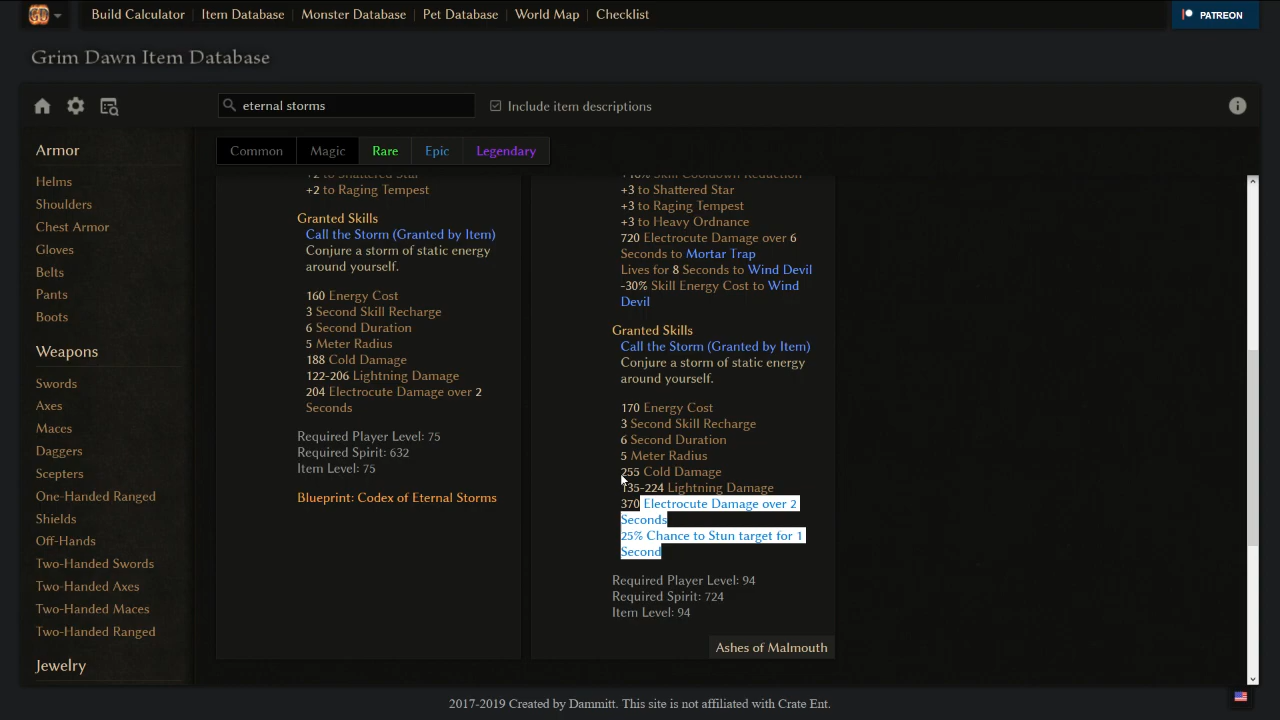 Build Calculator
Item Database
Monster Database
Pet Database
World Map
Checklist
PATREON
Grim Dawn Item Database
eternal storms
Include item descriptions
Common
Magic
Rare
Epic
Legendary
Armor
Helms
Shoulders
Chest Armor
Gloves
Belts
Pants
Boots
Weapons
Swords
Axes
Maces
Daggers
Scepters
One-Handed Ranged
Shields
Off-Hands
Two-Handed Swords
Two-Handed Axes
Two-Handed Maces
Two-Handed Ranged
Jewelry
+2 to Shattered Star
+2 to Raging Tempest
Granted Skills
Call the Storm (Granted by Item)
Conjure a storm of static energy
around yourself.
160 Energy Cost
3 Second Skill Recharge
6 Second Duration
5 Meter Radius
188 Cold Damage
122-206 Lightning Damage
204 Electrocute Damage over 2
Seconds
Required Player Level: 75
Required Spirit: 632
Item Level: 75
Blueprint: Codex of Eternal Storms
Skill Cooldown Reduction
+3 to Shattered Star
+3 to Raging Tempest
+3 to Heavy Ordnance
720 Electrocute Damage over 6
Seconds to Mortar Trap
Lives for 8 Seconds to Wind Devil
-30% Skill Energy Cost to Wind
Devil
Granted Skills
Call the Storm (Granted by Item)
Conjure a storm of static energy
around yourself.
170 Energy Cost
3 Second Skill Recharge
6 Second Duration
5 Meter Radius
255 Cold Damage
135-224 Lightning Damage
370 Electrocute Damage over 2
Seconds
25% Chance to Stun target for 1
Second
Required Player Level: 94
Required Spirit: 724
Item Level: 94
Ashes of Malmouth
2017-2019 Created by Dammitt. This site is not affiliated with Crate Ent.